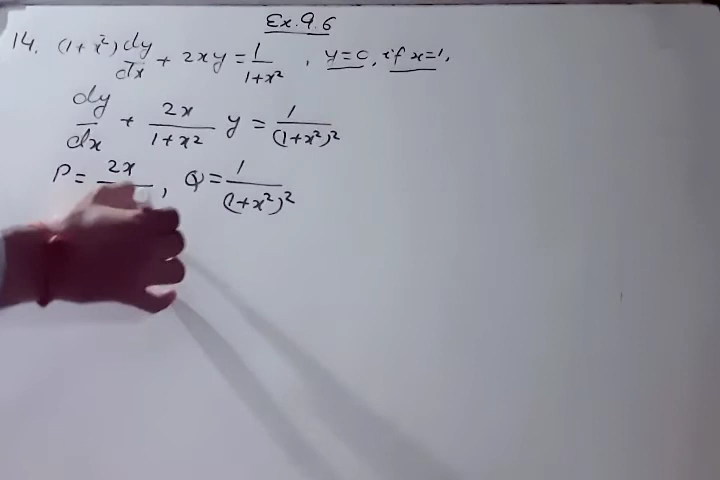 Ex. 9.6
14. (1+x²) dy/dx + 2xy = 1/1+x² , y=0, if x=1,
dy/dx + 2x/1+x2 y = 1/(1+x²)²
P = 2x , Q = 1/(1+x²)²